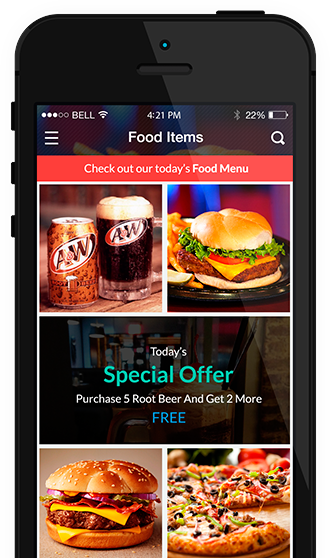 BELL 4:21 PM 22%
Food Items
Check out our today's Food Menu
A&W A&W
Today's
Special Offer
Purchase 5 Root Beer And Get 2 More
FREE